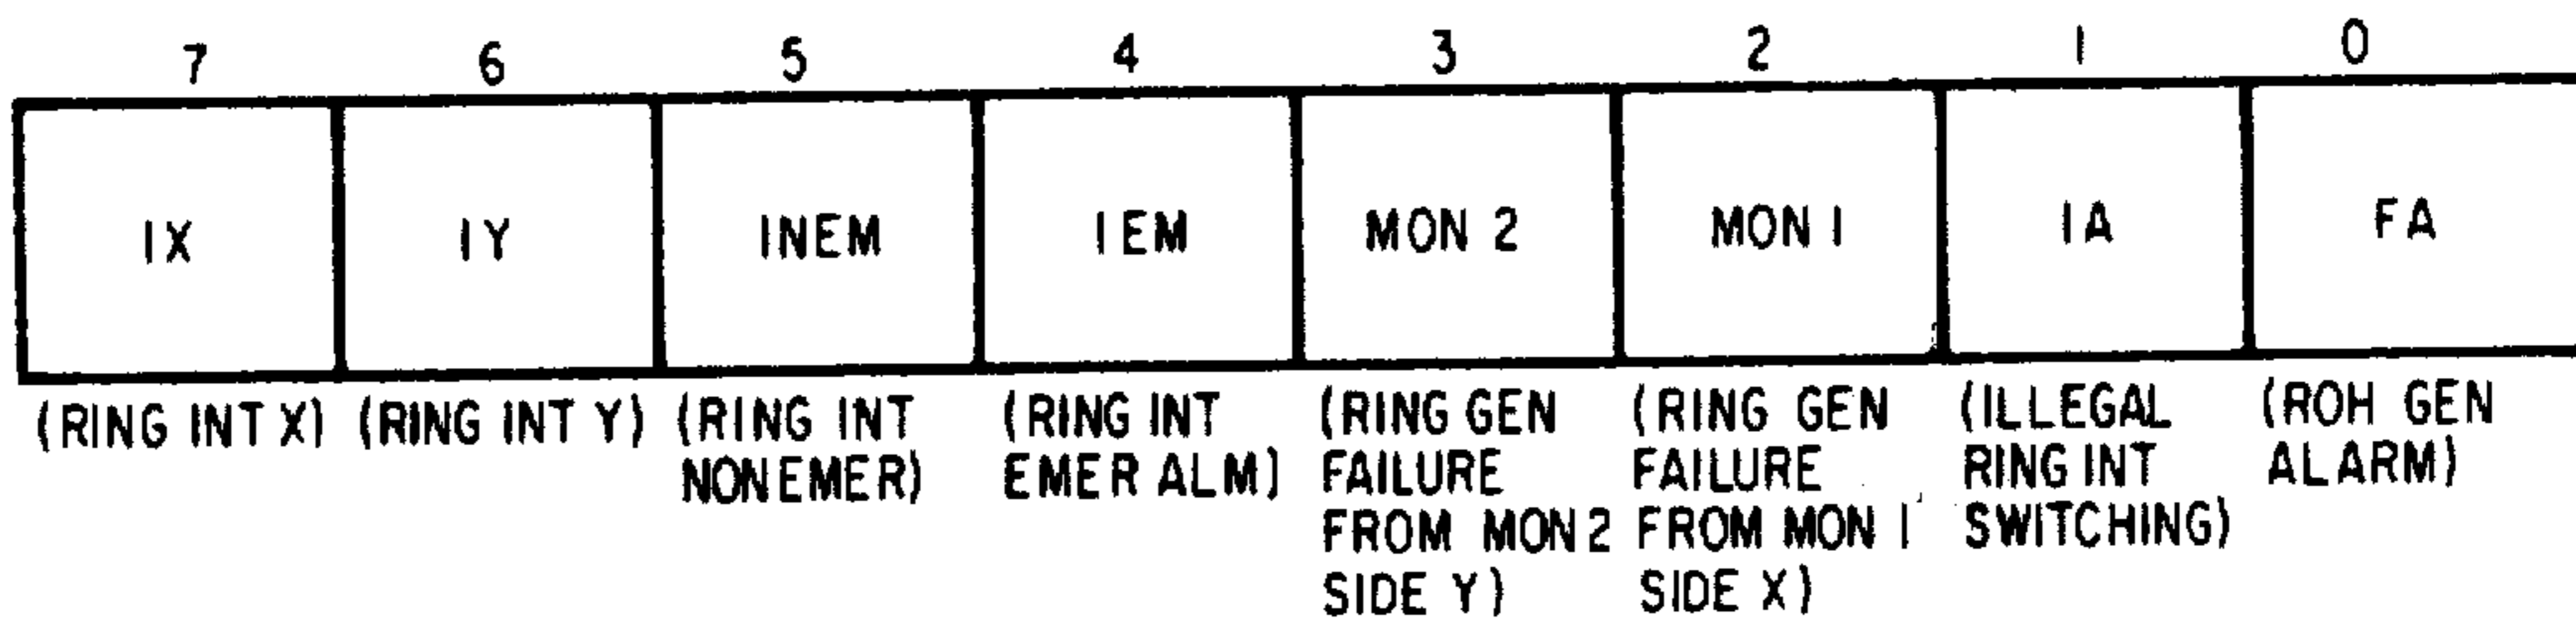 7 6 5 4 3 2 1 0
IX IY INEM IEM MON 2 MON 1 IA FA
(RING INT X) (RING INT Y) (RING INT NONEMER) (RING INT EMER ALM) (RING GEN FAILURE FROM MON 2 SIDE Y) (RING GEN FAILURE FROM MON 1 SIDE X) (ILLEGAL RING INT SWITCHING) (ROH GEN ALARM)